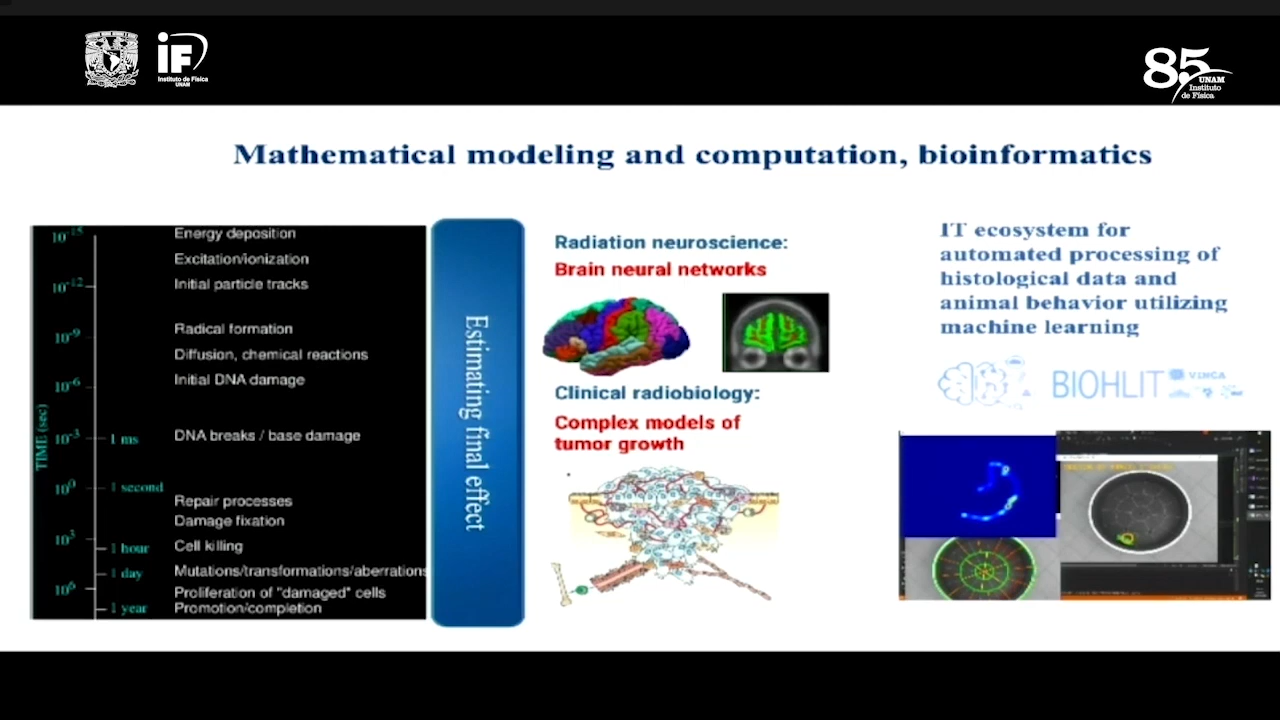 iF
Instituto de Física
UNAM
85
UNAM
Instituto
de Física
Mathematical modeling and computation, bioinformatics
TIME (sec)
10-15
Energy deposition
Excitation/ionization
10-12
Initial particle tracks
10-9
Radical formation
Diffusion, chemical reactions
10-6
Initial DNA damage
10-3
1 ms
DNA breaks / base damage
100
1 second
Repair processes
Damage fixation
103
1 hour
Cell killing
1 day
Mutations/transformations/aberrations
106
Proliferation of "damaged" cells
1 year
Promotion/completion
Estimating final effect
Radiation neuroscience:
Brain neural networks
Clinical radiobiology:
Complex models of
tumor growth
IT ecosystem for
automated processing of
histological data and
animal behavior utilizing
machine learning
BIOHLIT
VINCA